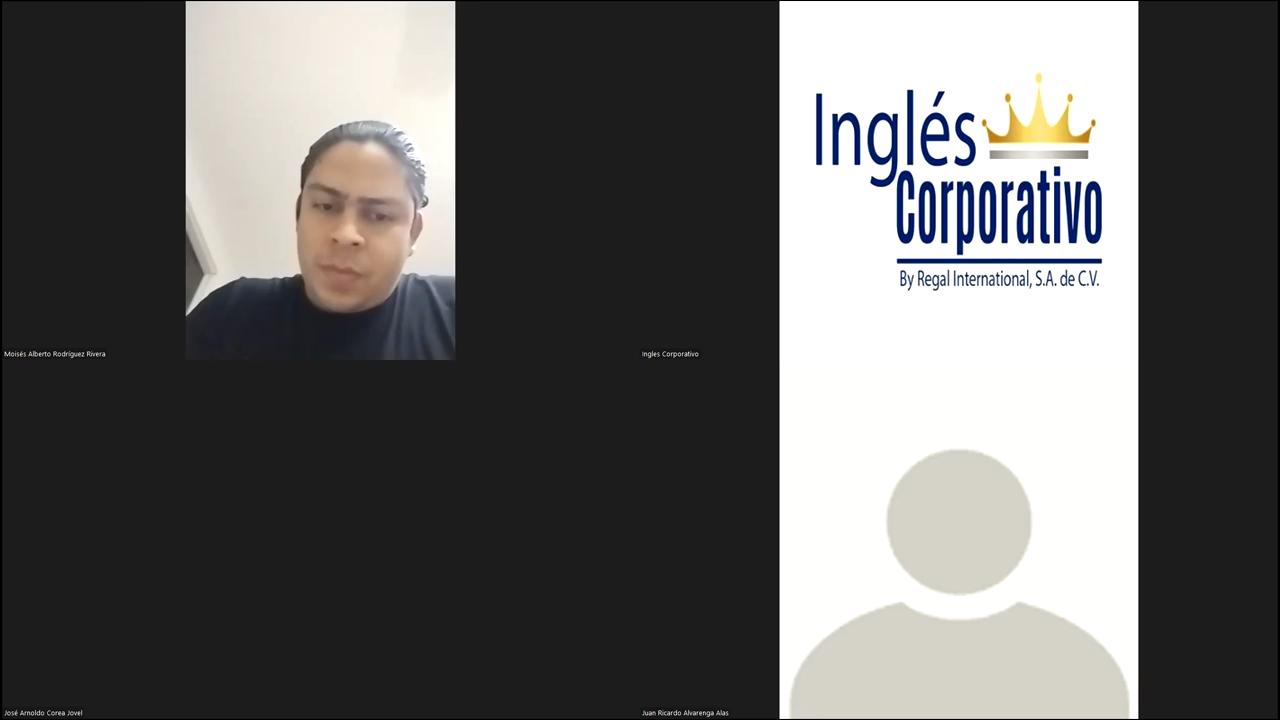 Inglés
Corporativo
By Regal International, S.A. de C.V.
Moisés Alberto Rodríguez Rivera
Ingles Corporativo
José Arnoldo Corea Jovel
Juan Ricardo Alvarenga Alas